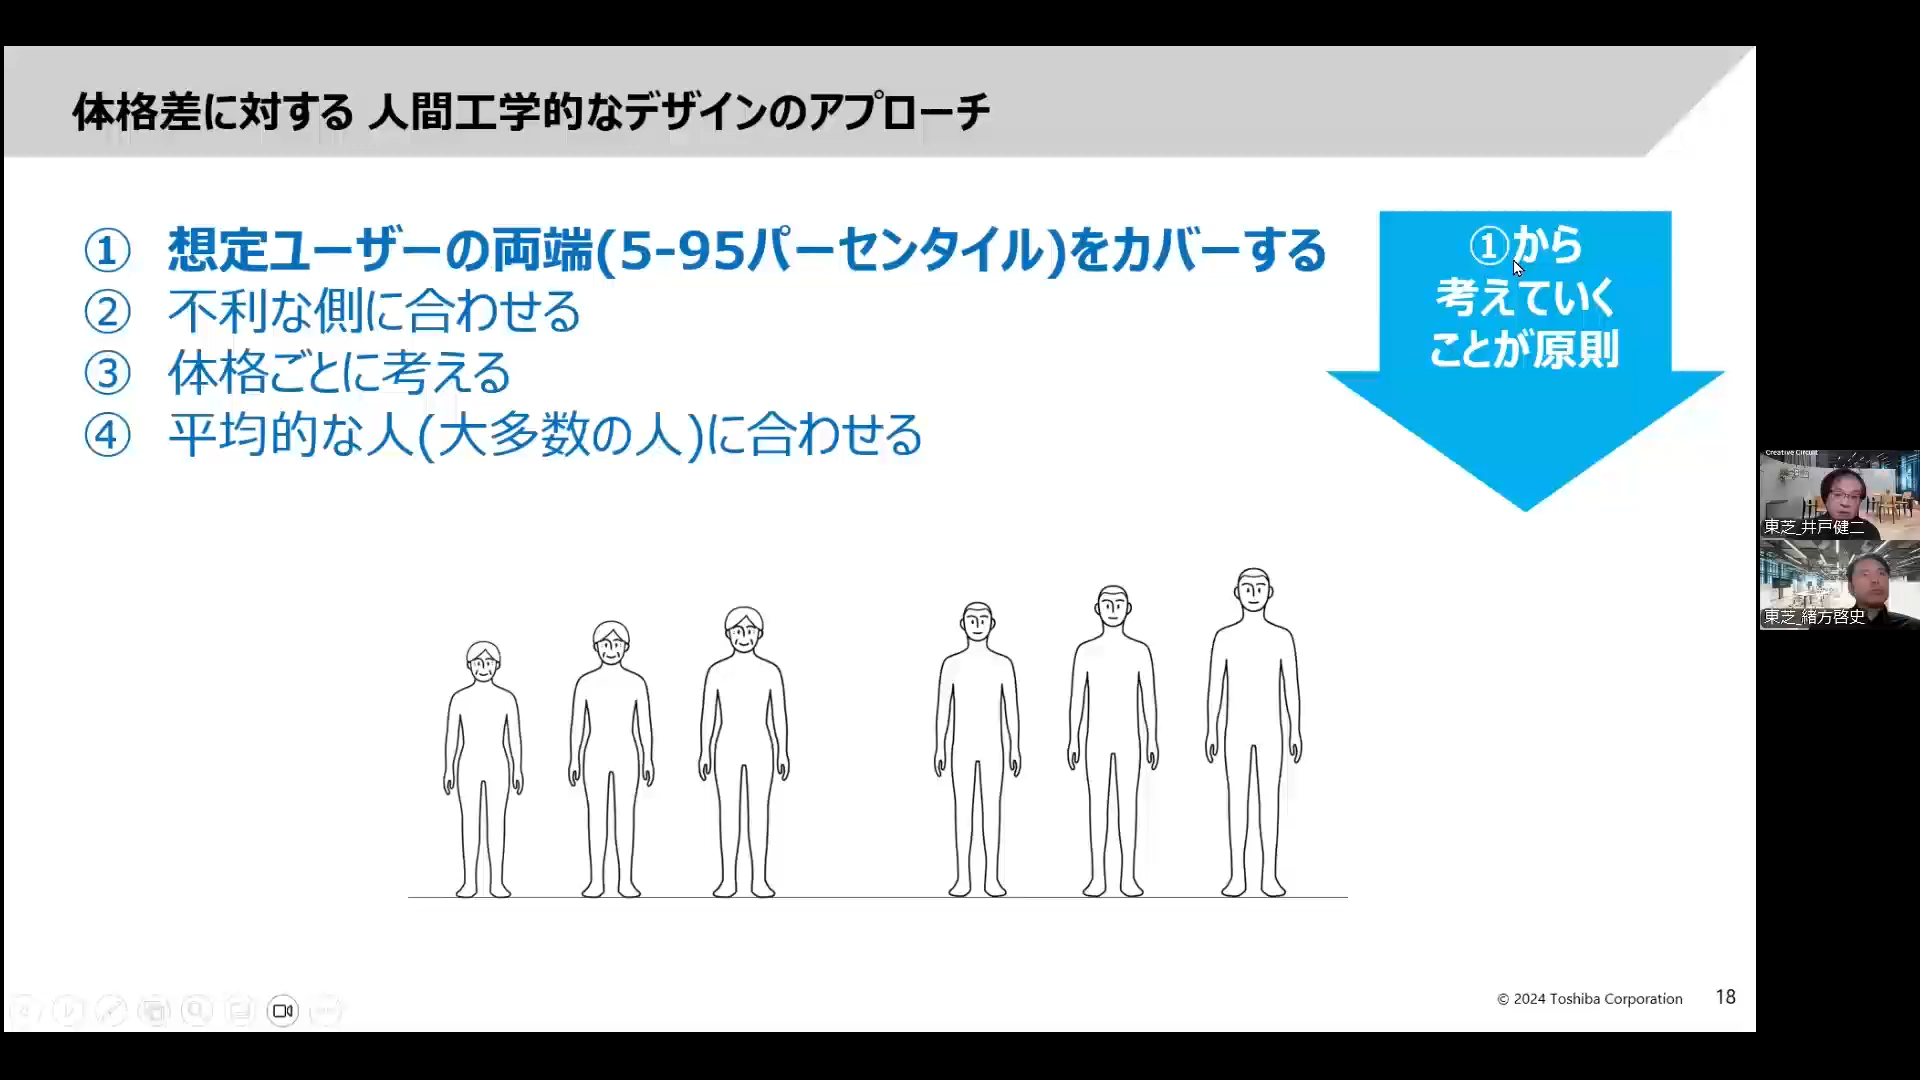 体格差に対する 人間工学的なデザインのアプローチ
① 想定ユーザーの両端(5-95パーセンタイル)をカバーする
② 不利な側に合わせる
③ 体格ごとに考える
④ 平均的な人(大多数の人)に合わせる
①から
考えていく
ことが原則
Creative Circuit
東芝_井戸健二
東芝_緒方啓史
© 2024 Toshiba Corporation 18